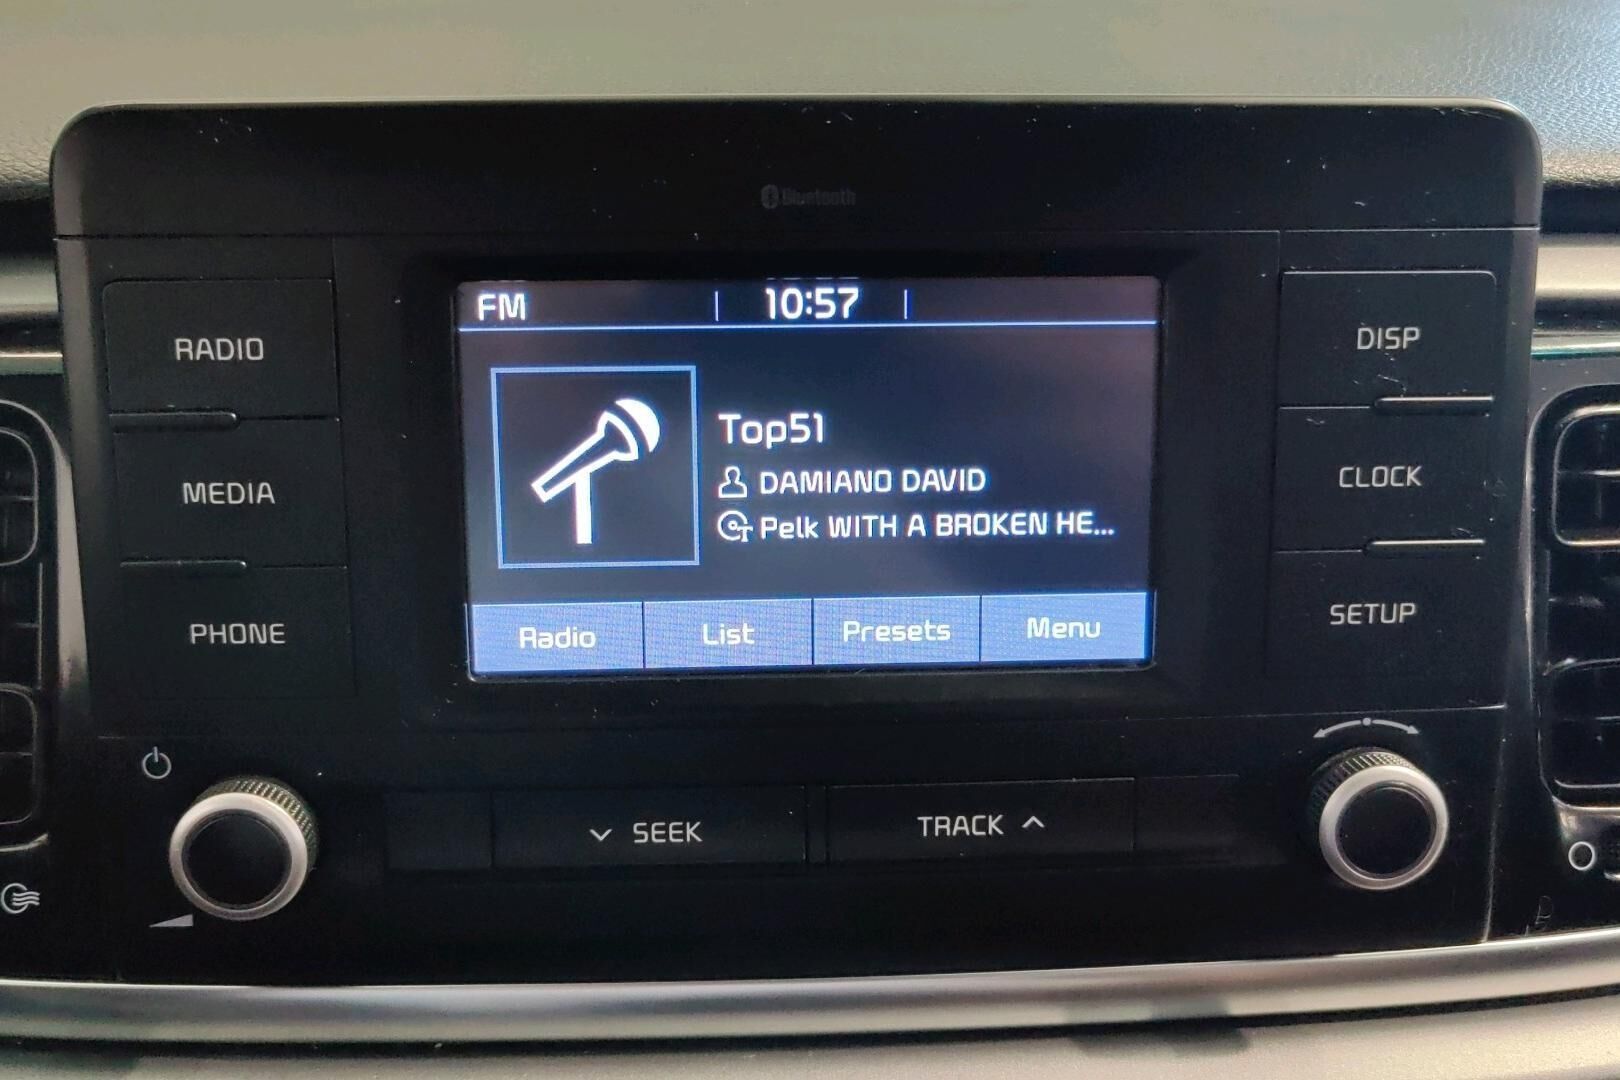 Bluetooth
FM 10:57
RADIO
MEDIA
PHONE
Top51
DAMIANO DAVID
Pelk WITH A BROKEN HE...
Radio List Presets Menu
DISP
CLOCK
SETUP
SEEK
TRACK